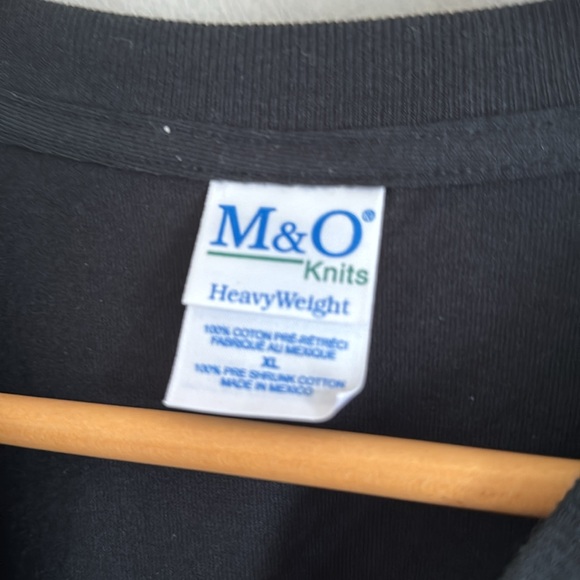 M&O®
Knits
HeavyWeight
100% COTON PRÉ-RÉTRÉCI
FABRIQUÉ AU MEXIQUE
XL
100% PRE SHRUNK COTTON
MADE IN MEXICO